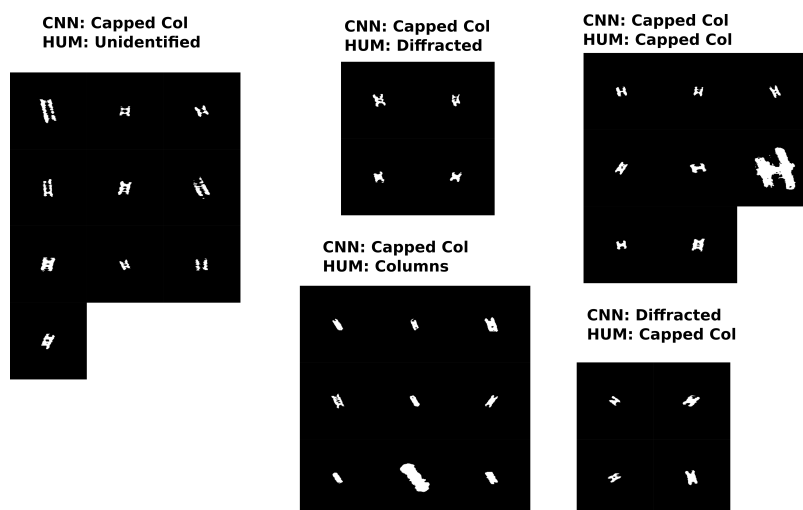 CNN: Capped Col
HUM: Unidentified
CNN: Capped Col
HUM: Diffracted
CNN: Capped Col
HUM: Capped Col
CNN: Capped Col
HUM: Columns
CNN: Diffracted
HUM: Capped Col